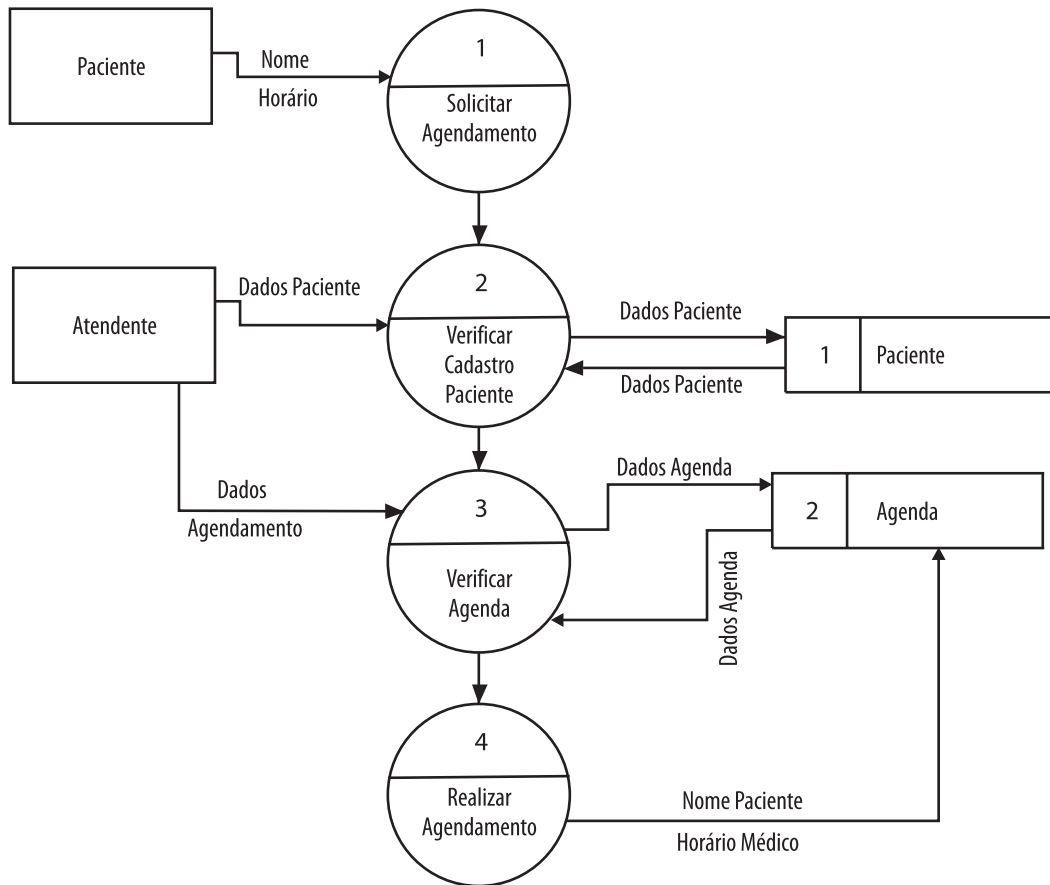 Paciente
Nome
Horário
1
Solicitar
Agendamento
Atendente
Dados Paciente
2
Verificar
Cadastro
Paciente
Dados Paciente
Dados Paciente
1
Paciente
Dados
Agendamento
3
Verificar
Agenda
Dados Agenda
Dados Agenda
2
Agenda
4
Realizar
Agendamento
Nome Paciente
Horário Médico